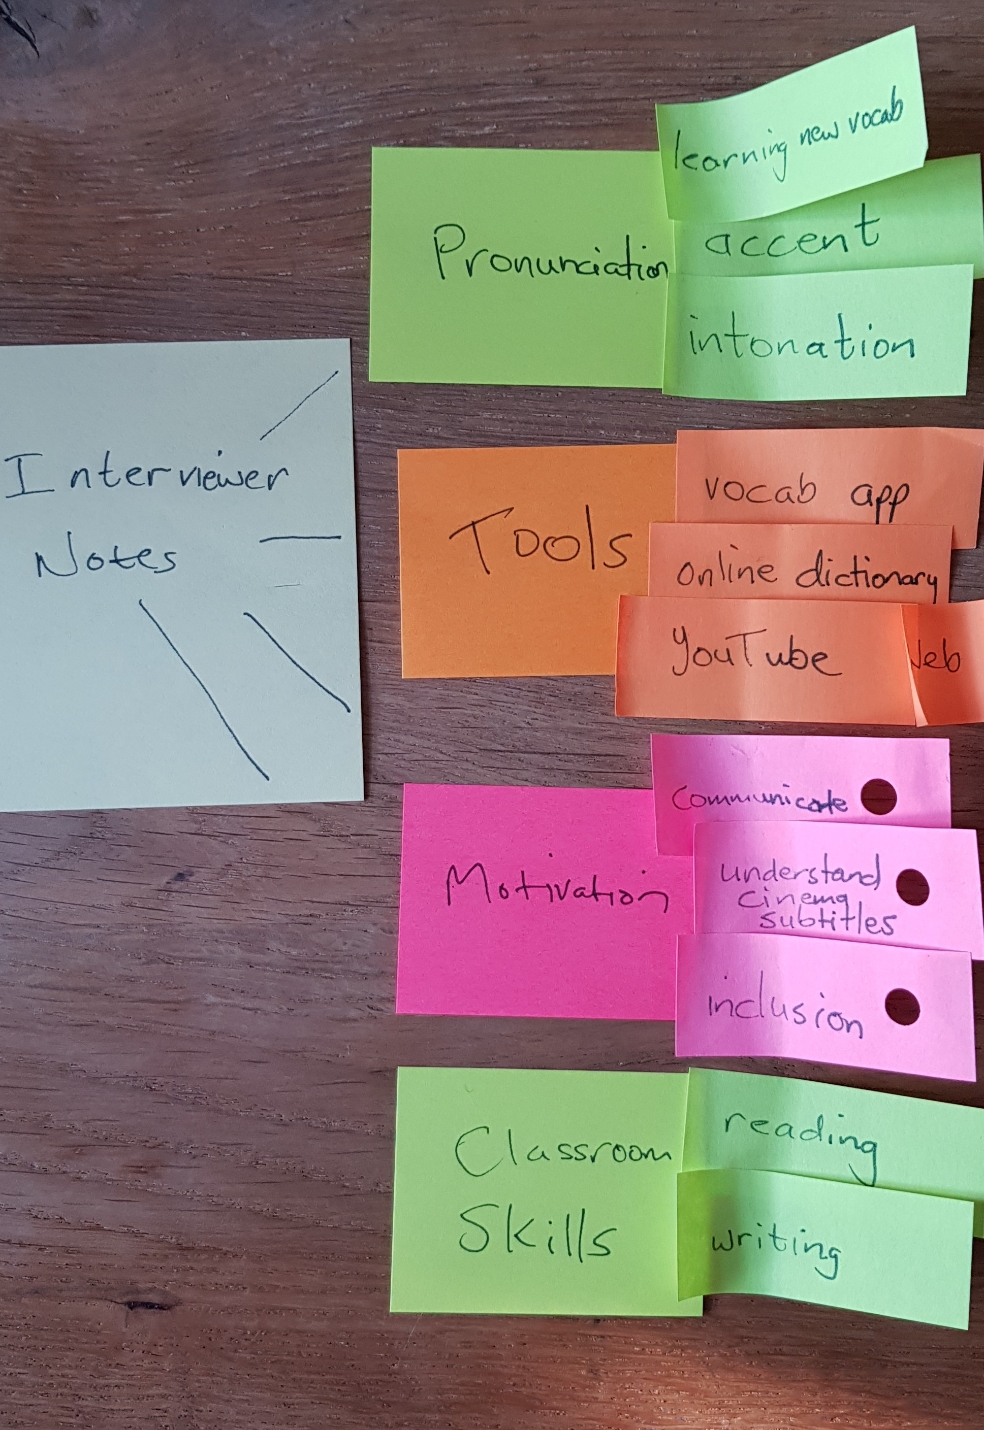 Interviewer
Notes
Pronunciation
learning new vocab
accent
intonation
Tools
vocab app
online dictionary
YouTube
Motivation
communicate
understand
cinema
subtitles
inclusion
Classroom
Skills
reading
writing